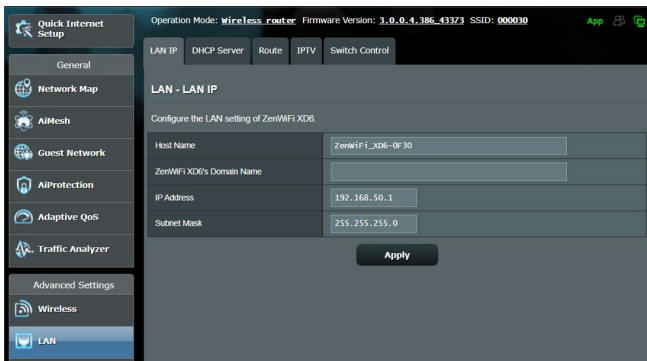 Quick Internet
Setup
Operation Mode: Wireless router Firmware Version: 3.0.0.4.386_43373 SSID: 000030
App
General
Network Map
AiMesh
Guest Network
AiProtection
Adaptive QoS
Traffic Analyzer
Advanced Settings
Wireless
LAN
LAN IP DHCP Server Route IPTV Switch Control
LAN - LAN IP
Configure the LAN setting of ZenWiFi XD6.
Host Name ZenWiFi_XD6-0F30
ZenWiFi XD6's Domain Name
IP Address 192.168.50.1
Subnet Mask 255.255.255.0
Apply